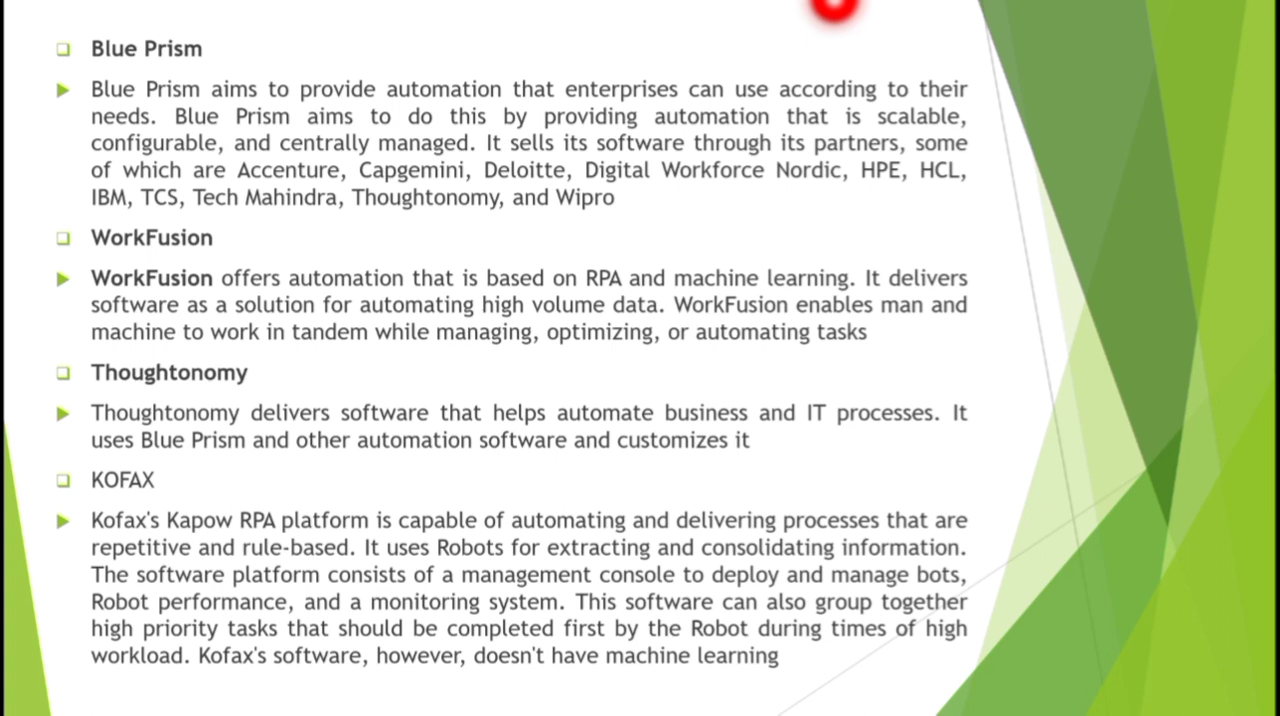 Blue Prism
Blue Prism aims to provide automation that enterprises can use according to their
needs. Blue Prism aims to do this by providing automation that is scalable,
configurable, and centrally managed. It sells its software through its partners, some
of which are Accenture, Capgemini, Deloitte, Digital Workforce Nordic, HPE, HCL,
IBM, TCS, Tech Mahindra, Thoughtonomy, and Wipro
WorkFusion
WorkFusion offers automation that is based on RPA and machine learning. It delivers
software as a solution for automating high volume data. WorkFusion enables man and
machine to work in tandem while managing, optimizing, or automating tasks
Thoughtonomy
Thoughtonomy delivers software that helps automate business and IT processes. It
uses Blue Prism and other automation software and customizes it
KOFAX
Kofax's Kapow RPA platform is capable of automating and delivering processes that are
repetitive and rule-based. It uses Robots for extracting and consolidating information.
The software platform consists of a management console to deploy and manage bots,
Robot performance, and a monitoring system. This software can also group together
high priority tasks that should be completed first by the Robot during times of high
workload. Kofax's software, however, doesn't have machine learning